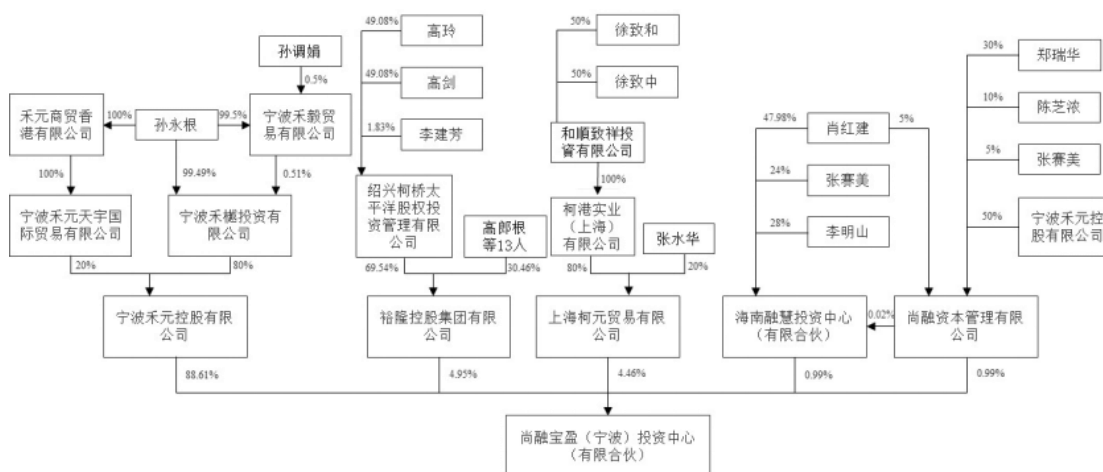 孙调娟
0.5%
禾元商贸香
港有限公司
100%
孙永根
99.5%
宁波禾毅贸
易有限公司
100%
99.49%
0.51%
宁波禾元天宇国
际贸易有限公司
宁波禾樾投资有
限公司
20%
80%
宁波禾元控股有限
公司
88.61%
49.08%
高玲
49.08%
高剑
1.83%
李建芳
绍兴柯桥太
平洋股权投
资管理有限
公司
高郎根
等13人
69.54%
30.46%
裕隆控股集团有限
公司
4.95%
50%
徐致和
50%
徐致中
和順致祥投
資有限公司
100%
柯港实业
（上海）
有限公司
张水华
80%
20%
上海柯元贸易有限公
司
4.46%
47.98%
肖红建
5%
24%
张赛美
28%
李明山
海南融慧投资中心
（有限合伙）
0.02%
0.99%
30%
郑瑞华
10%
陈芝浓
5%
张赛美
50%
宁波禾元控
股有限公司
尚融资本管理有限公
司
0.99%
尚融宝盈（宁波）投资中心
（有限合伙）